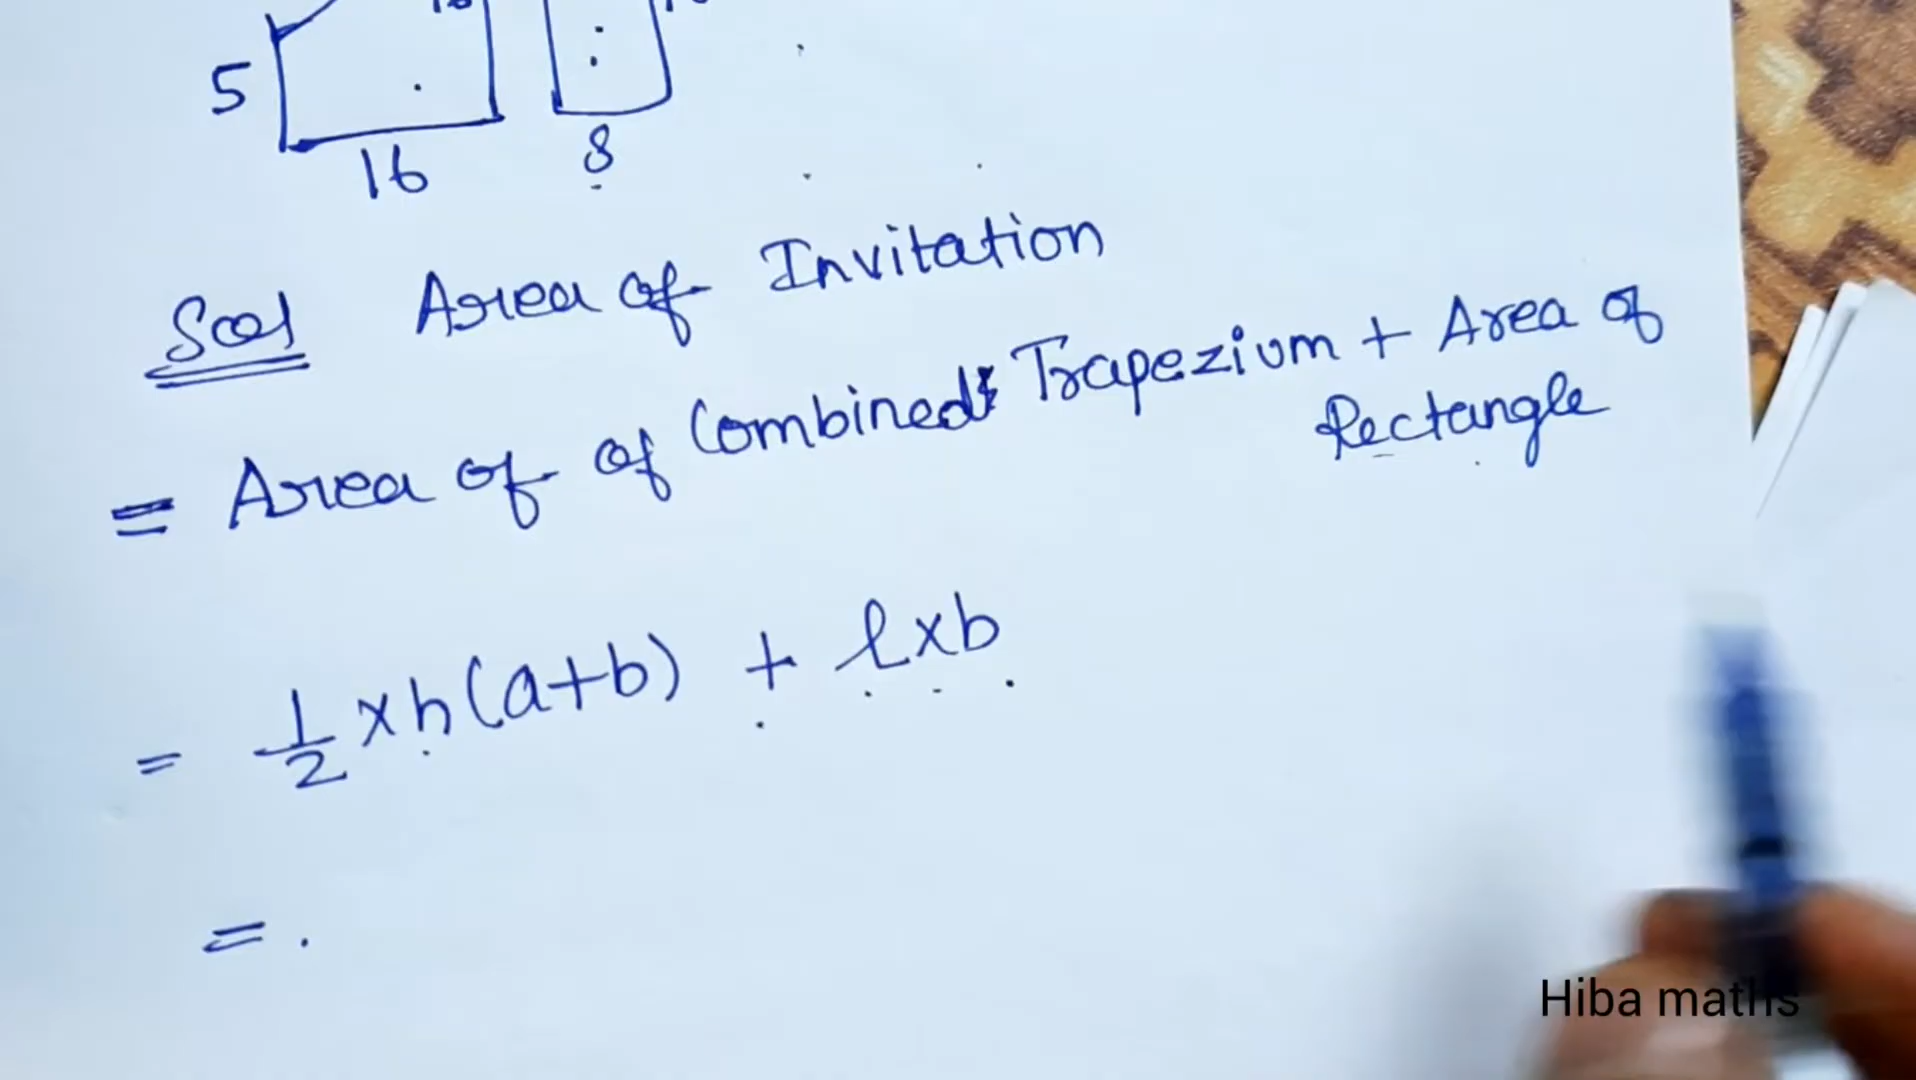 5
16
8
Sol Area of Invitation
= Area of of Combined Trapezium + Area of
Rectangle
= 1/2 × h (a+b) + l×b
= .
Hiba maths